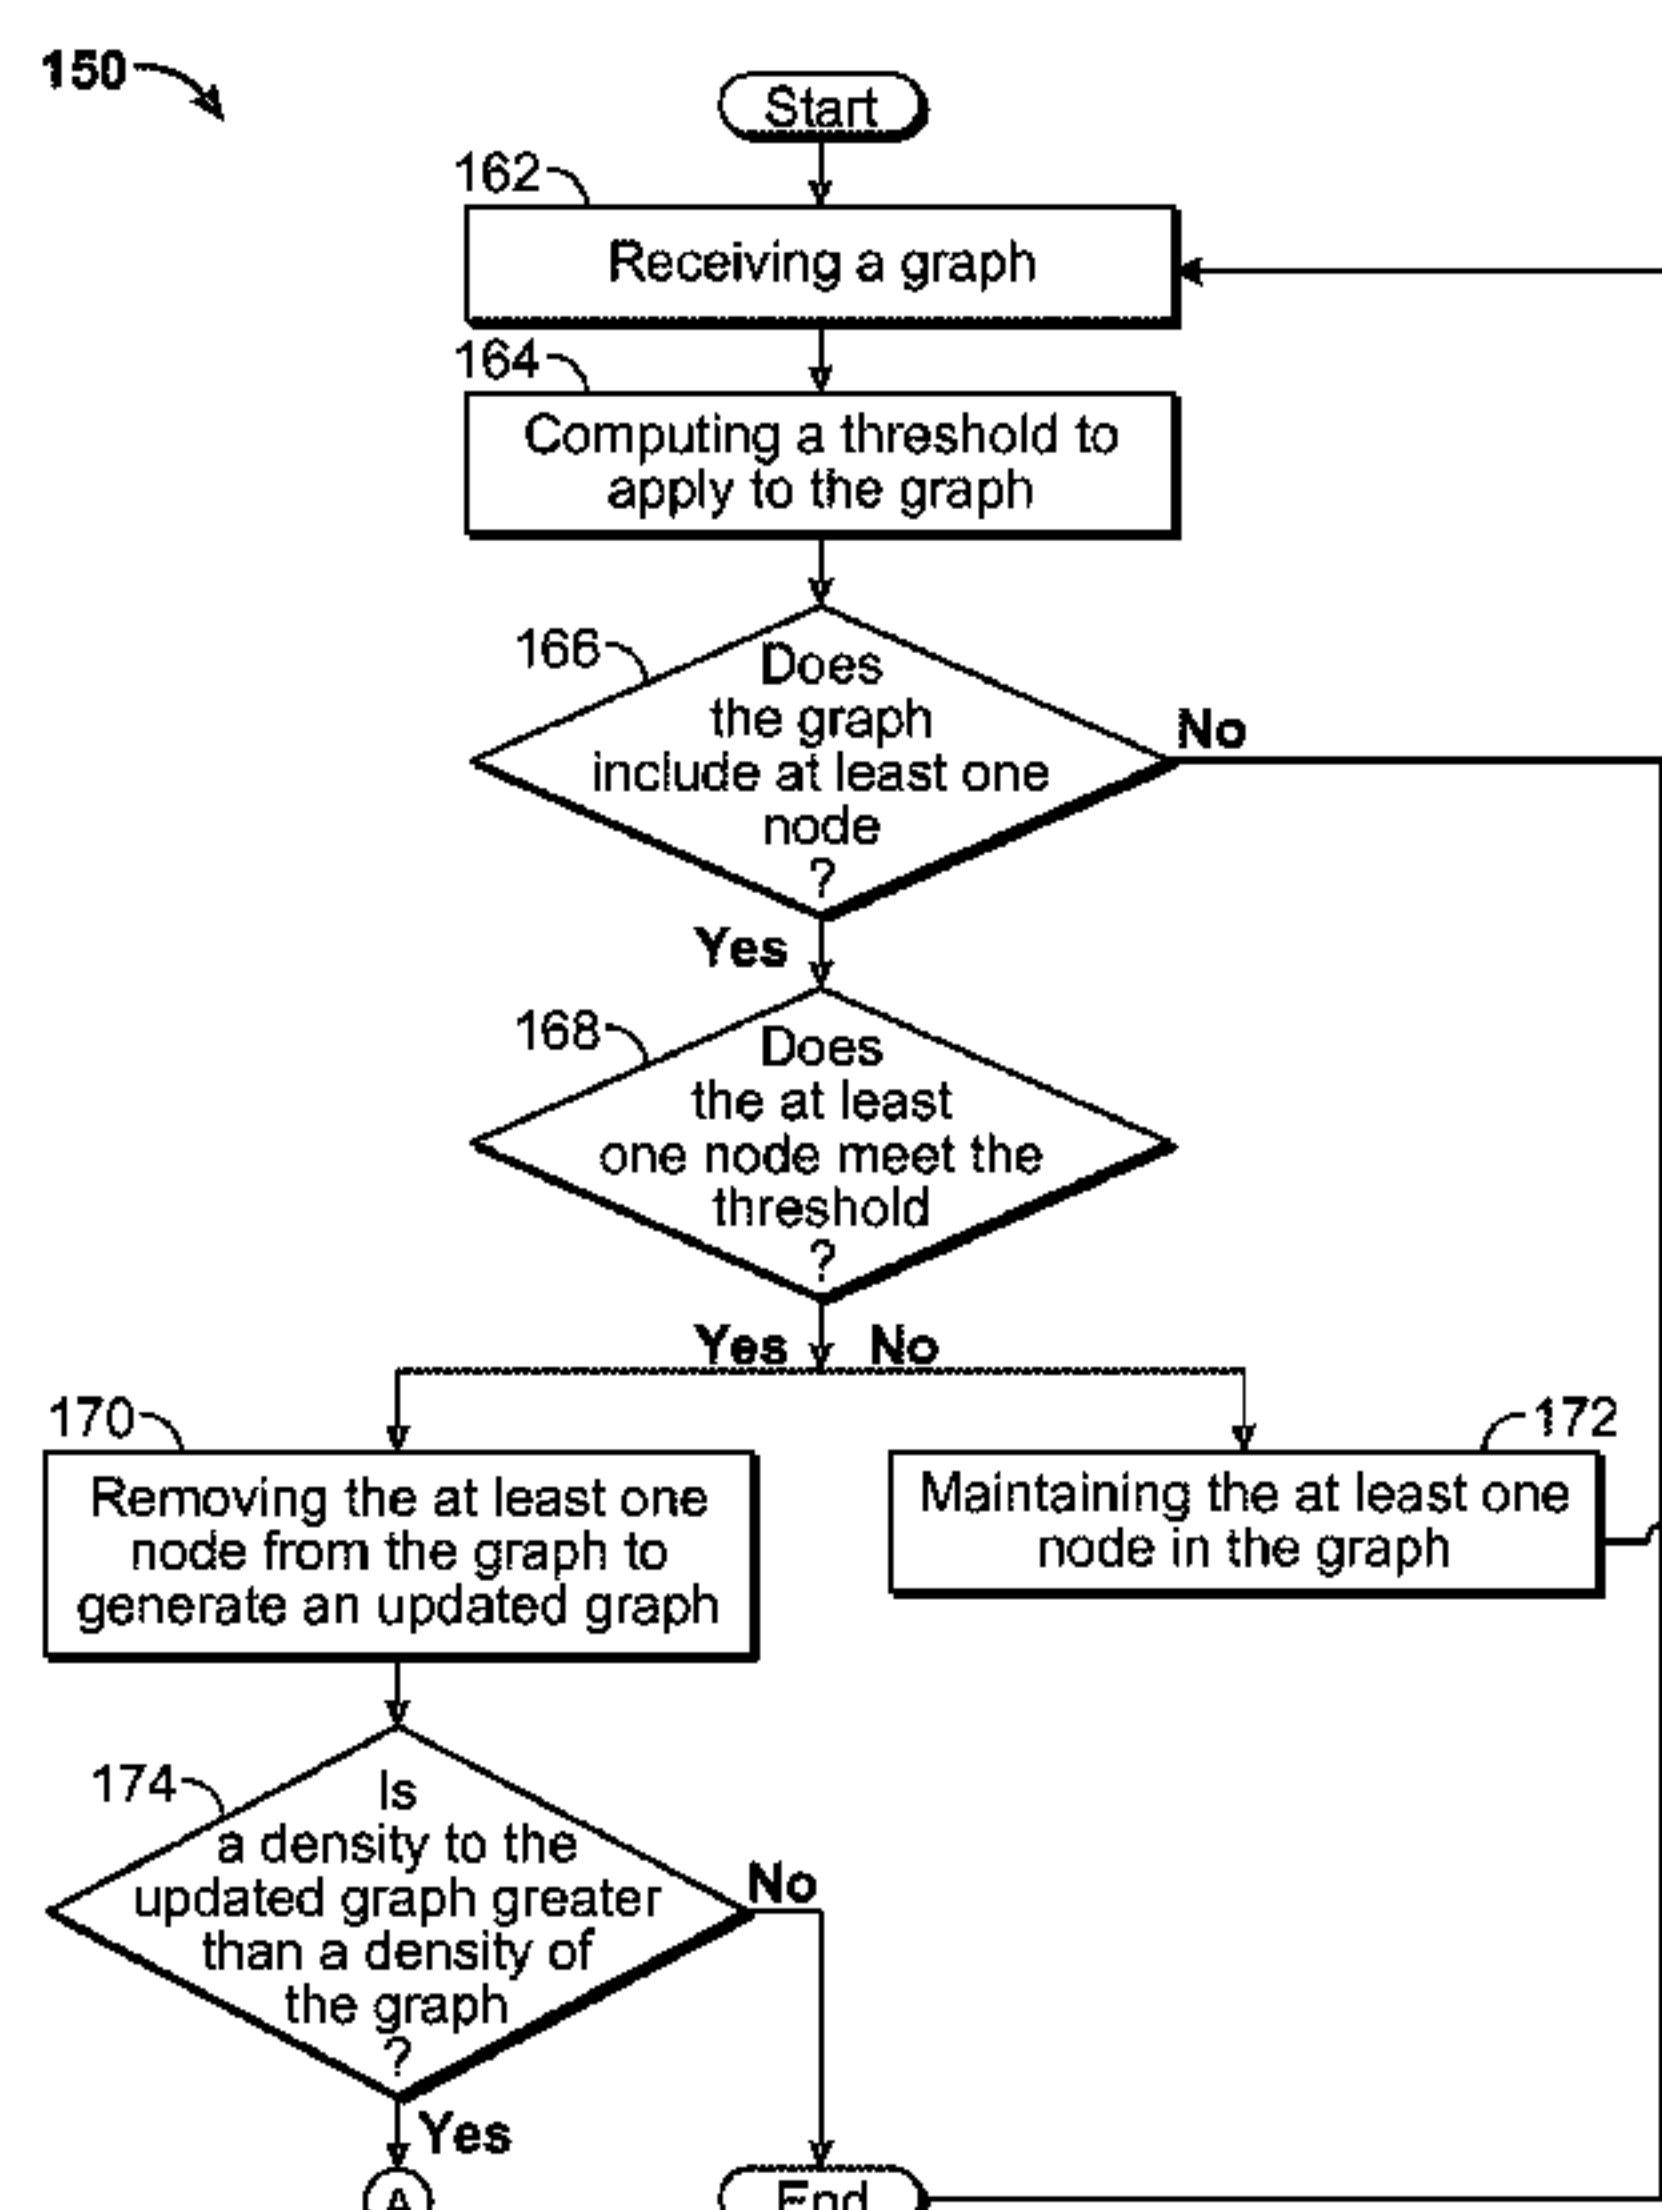 150
Start
162
Receiving a graph
164
Computing a threshold to
apply to the graph
166
Does
the graph
include at least one
node
?
No
Yes
168
Does
the at least
one node meet the
threshold
?
Yes No
170
172
Removing the at least one
node from the graph to
generate an updated graph
Maintaining the at least one
node in the graph
174
Is
a density to the
updated graph greater
than a density of
the graph
?
No
Yes
A
End